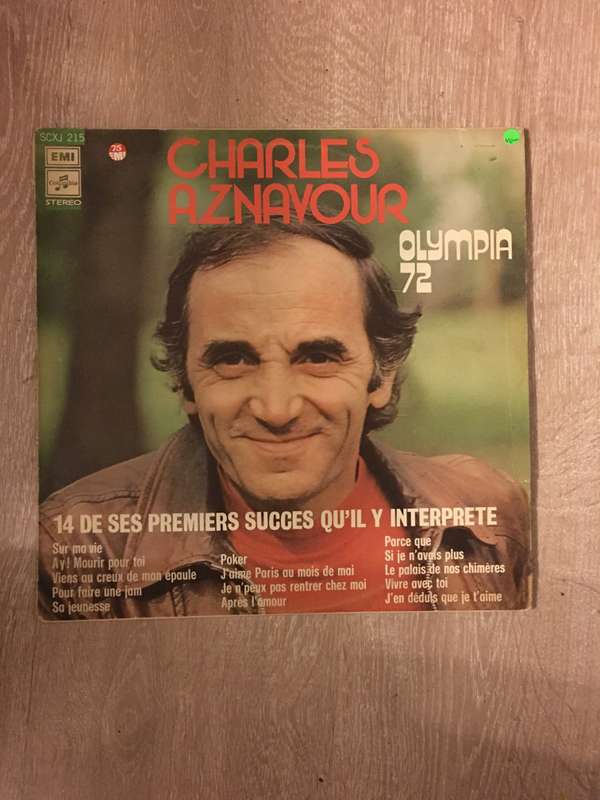 SCXJ 215
EMI
Columbia
STEREO
75
EMI
CHARLES
AZNAVOUR
OLYMPIA
72
14 DE SES PREMIERS SUCCES QU'IL Y INTERPRETE
Sur ma vie
Ay! Mourir pour toi
Viens au creux de mon épaule
Pour faire une jam
Sa jeunesse
Poker
J'aime Paris au mois de mai
Je n'peux pas rentrer chez moi
Après l'amour
Parce que
Si je n'avais plus
Le palais de nos chimères
Vivre avec toi
J'en déduis que je t'aime